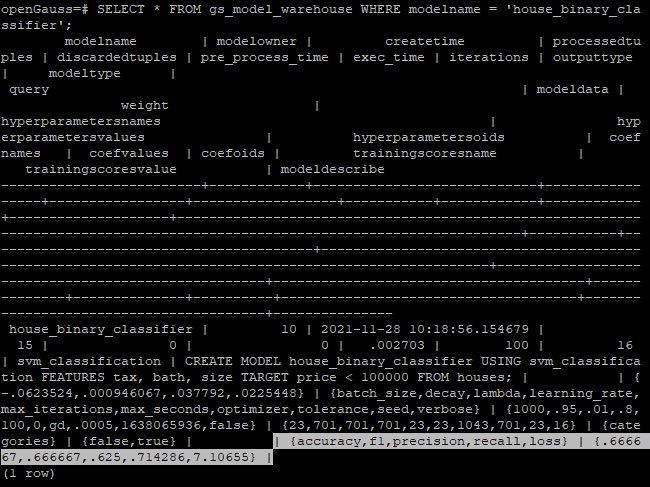 openGauss=# SELECT * FROM gs_model_warehouse WHERE modelname = 'house_binary_cla
ssifier';
modelname | modelowner | createtime | processedtu
ples | discardedtuples | pre_process_time | exec_time | iterations | outputtype
| modeltype |
query | modeldata |
weight |
hyperparametersnames | hyp
erparametersvalues | hyperparametersoids | coef
names | coefvalues | coefoids | trainingscoresname |
trainingscoresvalue | modeldescribe
---------------------------+--------------+------------------------------+-------------
------+-----------------+------------------+-----------+------------+-----------
+---------------------+---------------------------------------------------------
---------------------------------------------------------------------+-----------+--
------------------------------------------+-------------------------------------
-----------------------------------------------------------------+--------------
-----------------------------------+------------------------------------------+------
---------+--------------+----------+--------------------------------------+--------
-----------------------------------+----------------
house_binary_classifier | 10 | 2021-11-28 10:18:56.154679 |
15 | 0 | 0 | .002703 | 100 | 16
| svm_classification | CREATE MODEL house_binary_classifier USING svm_classifica
tion FEATURES tax, bath, size TARGET price < 100000 FROM houses; | | {
-.0623524,.000946067,.037792,.0225448} | {batch_size,decay,lambda,learning_rate,
max_iterations,max_seconds,optimizer,tolerance,seed,verbose} | {1000,.95,.01,.8,
100,0,gd,.0005,1638065936,false} | {23,701,701,701,23,23,1043,701,23,16} | {cate
gories} | {false,true} | | {accuracy,f1,precision,recall,loss} | {.6666
67,.666667,.625,.714286,7.10655} |
(1 row)